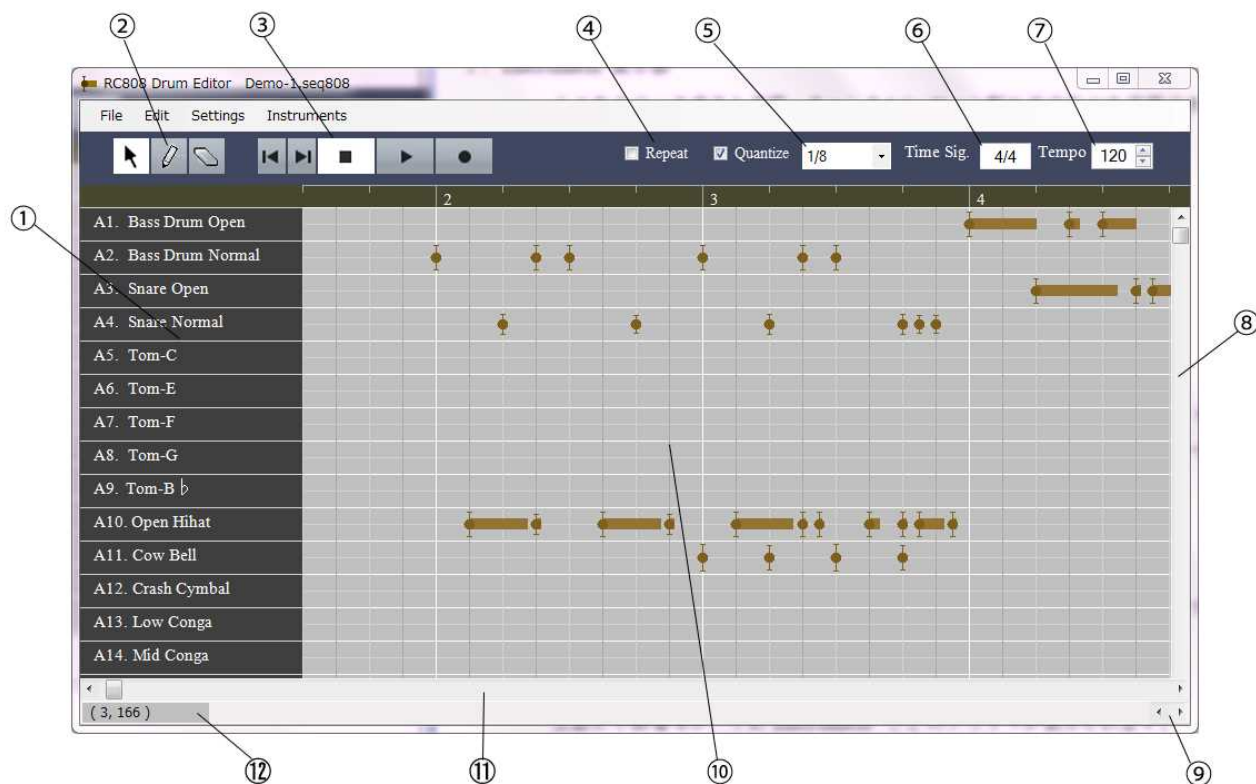 ② ③ ④ ⑤ ⑥ ⑦
RC808 Drum Editor Demo-1.seq808
File Edit Settings Instruments
Repeat Quantize 1/8 Time Sig. 4/4 Tempo 120
2 3 4
①
A1. Bass Drum Open
A2. Bass Drum Normal
A3. Snare Open
A4. Snare Normal
⑧
A5. Tom-C
A6. Tom-E
A7. Tom-F
A8. Tom-G
A9. Tom-B♭
A10. Open Hihat
A11. Cow Bell
A12. Crash Cymbal
A13. Low Conga
A14. Mid Conga
( 3, 166 )
⑫ ⑪ ⑩ ⑨